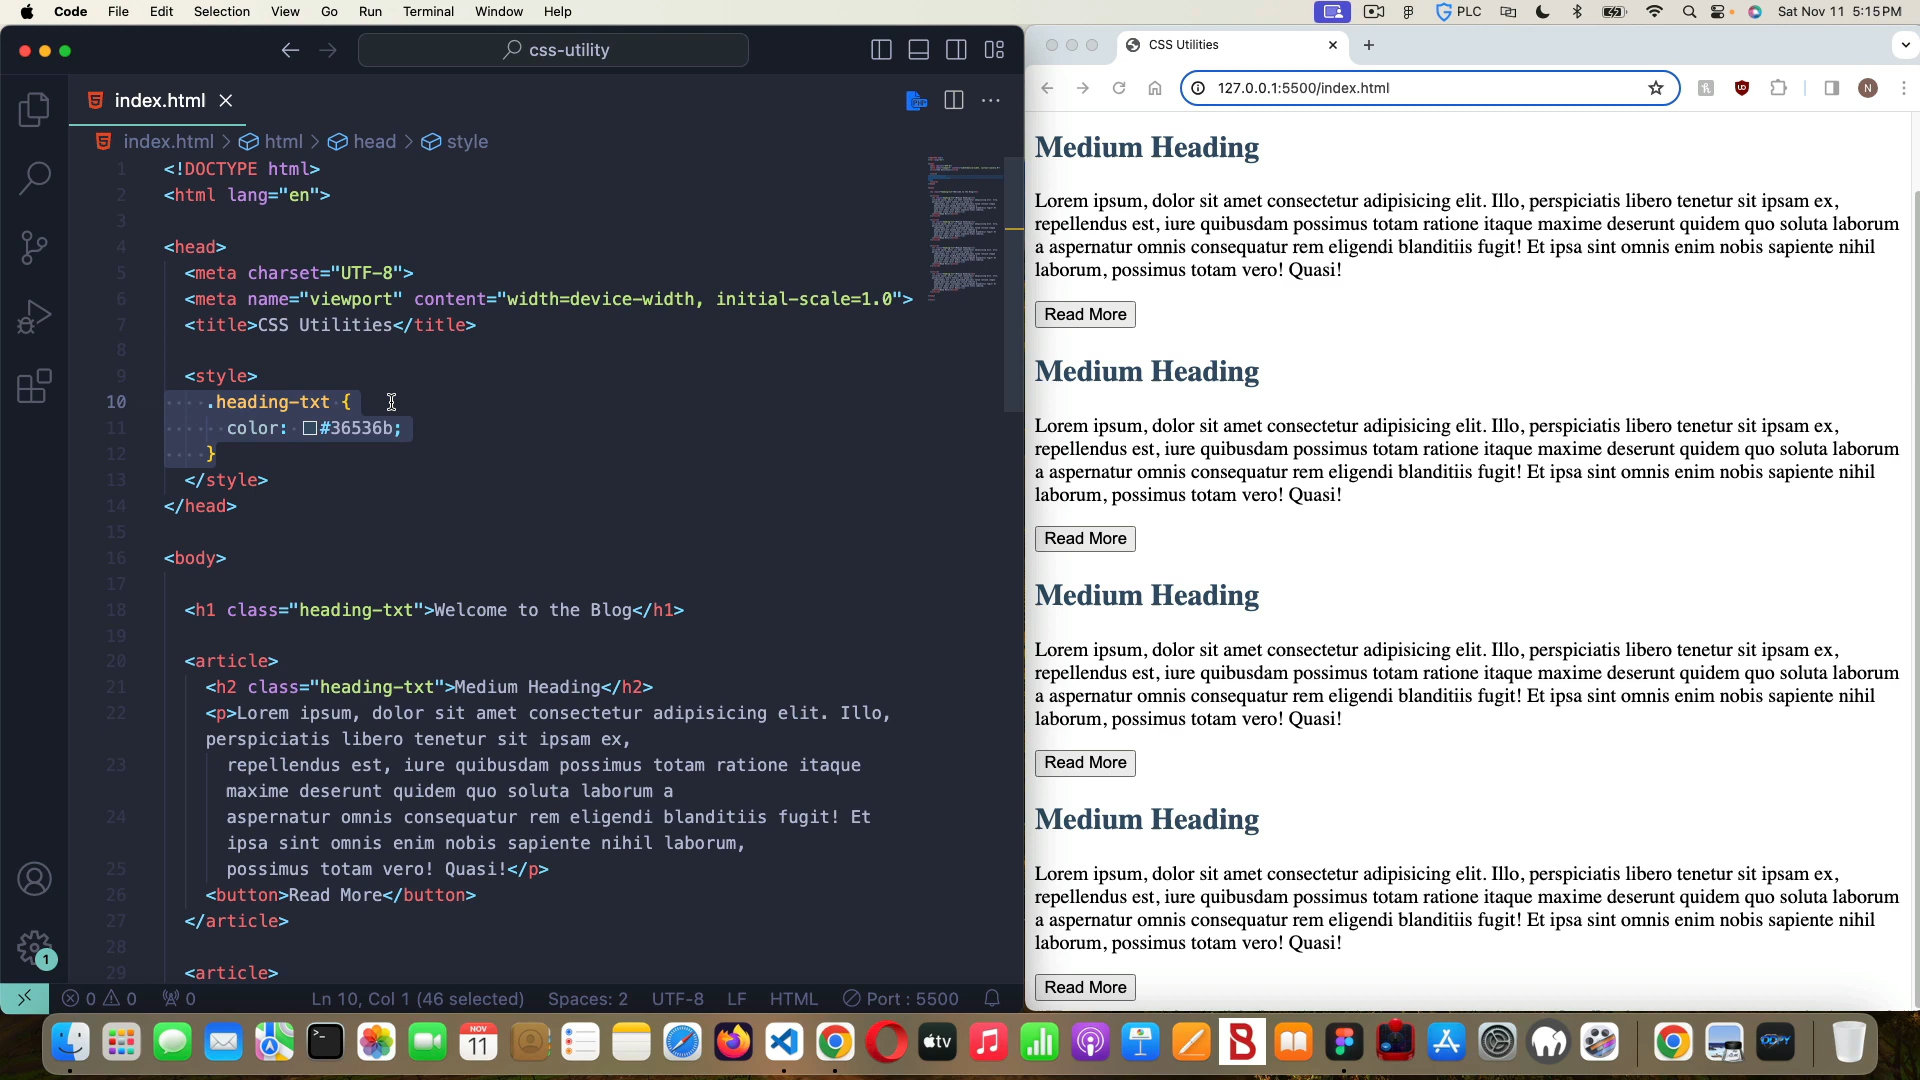 Code File Edit Selection View Go Run Terminal Window Help
PLC Sat Nov 11 5:15 PM
css-utility
index.html
index.html > html > head > style
1 <!DOCTYPE html>
2 <html lang="en">
3
4 <head>
5 <meta charset="UTF-8">
6 <meta name="viewport" content="width=device-width, initial-scale=1.0">
7 <title>CSS Utilities</title>
8
9 <style>
10 .heading-txt {
11 color: #36536b;
12 }
13 </style>
14 </head>
15
16 <body>
17
18 <h1 class="heading-txt">Welcome to the Blog</h1>
19
20 <article>
21 <h2 class="heading-txt">Medium Heading</h2>
22 <p>Lorem ipsum, dolor sit amet consectetur adipisicing elit. Illo,
perspiciatis libero tenetur sit ipsam ex,
23 repellendus est, iure quibusdam possimus totam ratione itaque
maxime deserunt quidem quo soluta laborum a
24 aspernatur omnis consequatur rem eligendi blanditiis fugit! Et
ipsa sint omnis enim nobis sapiente nihil laborum,
25 possimus totam vero! Quasi!</p>
26 <button>Read More</button>
27 </article>
28
29 <article>
1
0 0 0 Ln 10, Col 1 (46 selected) Spaces: 2 UTF-8 LF HTML Port : 5500
CSS Utilities
127.0.0.1:5500/index.html
N
Medium Heading
Lorem ipsum, dolor sit amet consectetur adipisicing elit. Illo, perspiciatis libero tenetur sit ipsam ex,
repellendus est, iure quibusdam possimus totam ratione itaque maxime deserunt quidem quo soluta laborum
a aspernatur omnis consequatur rem eligendi blanditiis fugit! Et ipsa sint omnis enim nobis sapiente nihil
laborum, possimus totam vero! Quasi!
Read More
Medium Heading
Lorem ipsum, dolor sit amet consectetur adipisicing elit. Illo, perspiciatis libero tenetur sit ipsam ex,
repellendus est, iure quibusdam possimus totam ratione itaque maxime deserunt quidem quo soluta laborum
a aspernatur omnis consequatur rem eligendi blanditiis fugit! Et ipsa sint omnis enim nobis sapiente nihil
laborum, possimus totam vero! Quasi!
Read More
Medium Heading
Lorem ipsum, dolor sit amet consectetur adipisicing elit. Illo, perspiciatis libero tenetur sit ipsam ex,
repellendus est, iure quibusdam possimus totam ratione itaque maxime deserunt quidem quo soluta laborum
a aspernatur omnis consequatur rem eligendi blanditiis fugit! Et ipsa sint omnis enim nobis sapiente nihil
laborum, possimus totam vero! Quasi!
Read More
Medium Heading
Lorem ipsum, dolor sit amet consectetur adipisicing elit. Illo, perspiciatis libero tenetur sit ipsam ex,
repellendus est, iure quibusdam possimus totam ratione itaque maxime deserunt quidem quo soluta laborum
a aspernatur omnis consequatur rem eligendi blanditiis fugit! Et ipsa sint omnis enim nobis sapiente nihil
laborum, possimus totam vero! Quasi!
Read More
NOV
11
tv